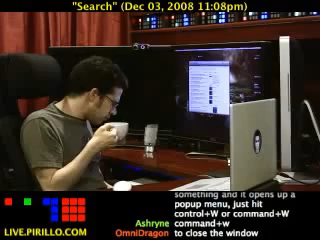 "Search" (Dec 03, 2008 11:08pm)
something and it opens up a
popup menu, just hit
control+W or command+W
Ashryne command+w
OmniDragon to close the window
LIVE.PIRILLO.COM